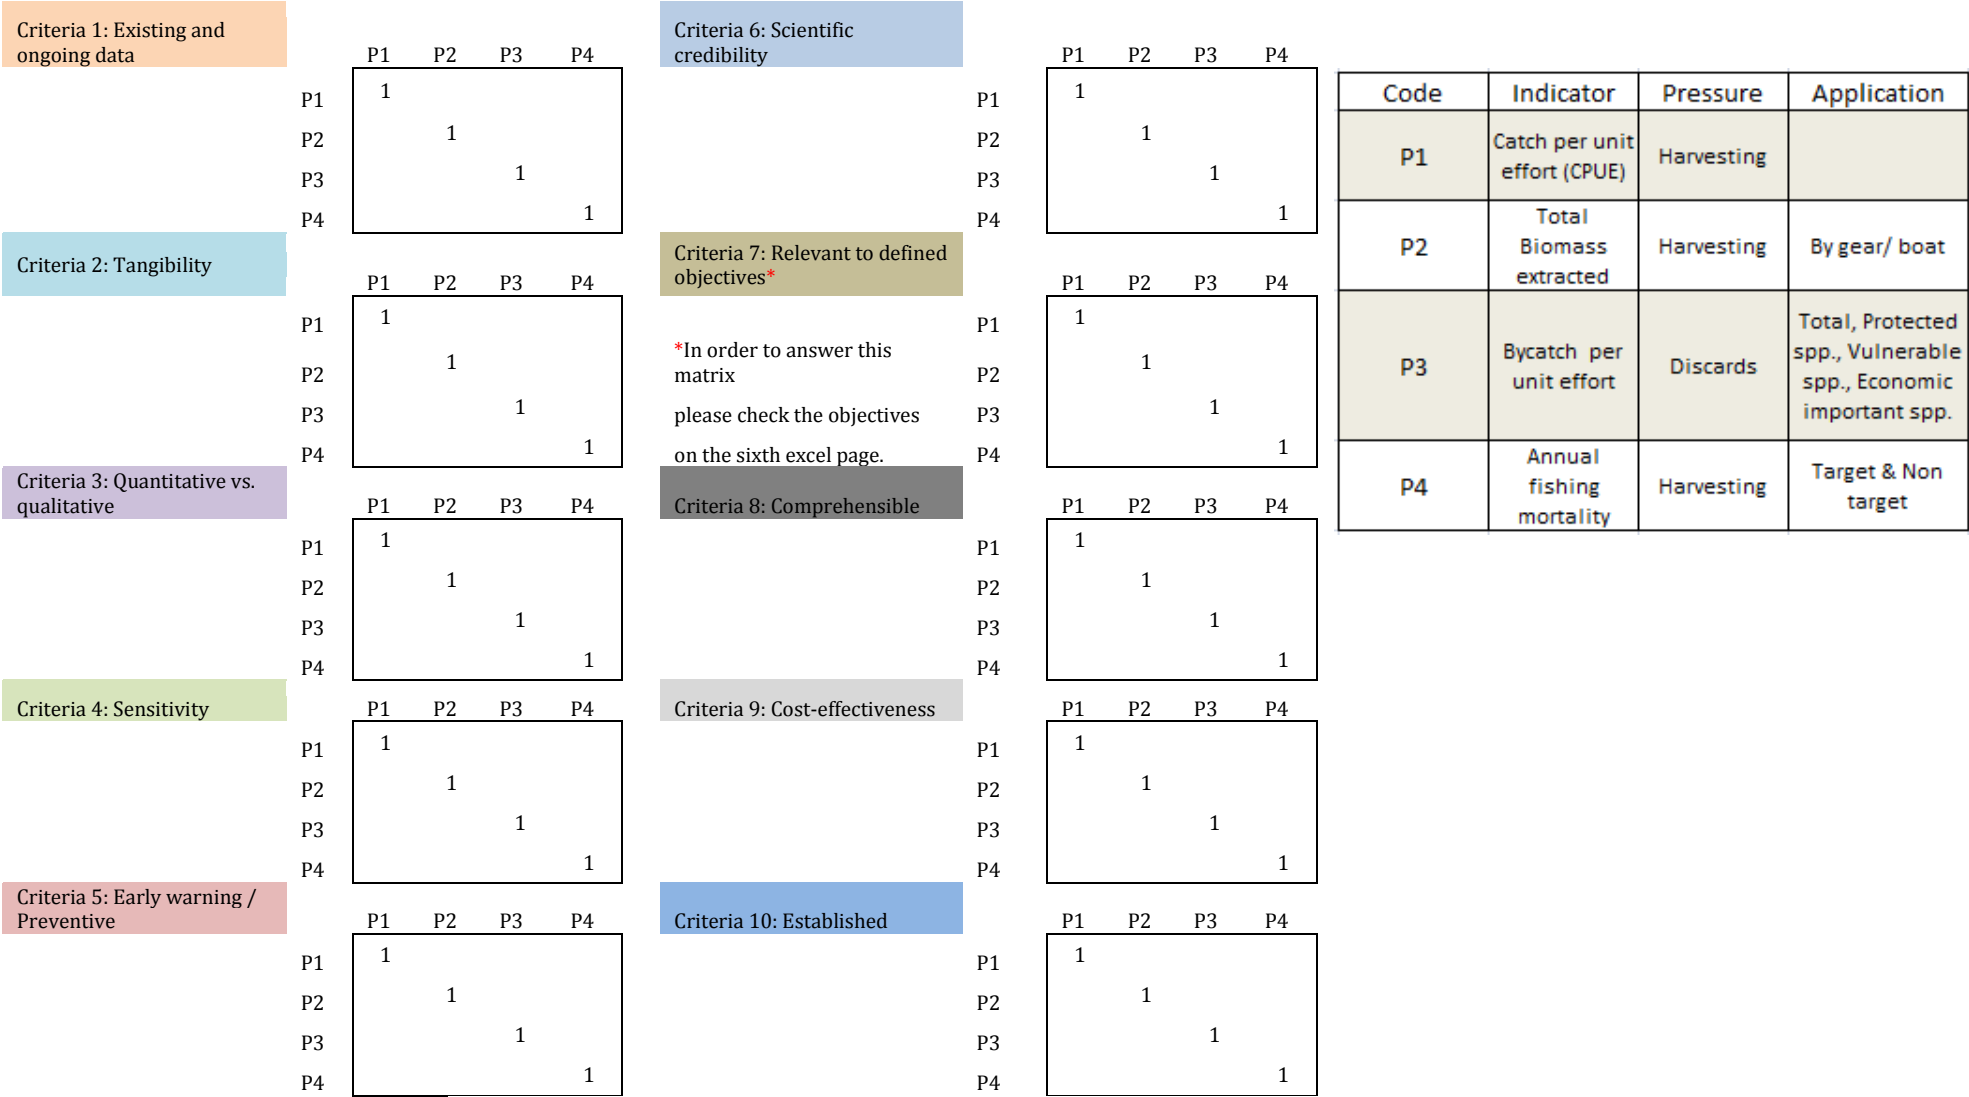 Criteria 1: Existing and
ongoing data
P1 P2 P3 P4
P1 1
P2 1
P3 1
P4 1
Criteria 2: Tangibility
P1 P2 P3 P4
P1 1
P2 1
P3 1
P4 1
Criteria 3: Quantitative vs.
qualitative
P1 P2 P3 P4
P1 1
P2 1
P3 1
P4 1
Criteria 4: Sensitivity
P1 P2 P3 P4
P1 1
P2 1
P3 1
P4 1
Criteria 5: Early warning /
Preventive
P1 P2 P3 P4
P1 1
P2 1
P3 1
P4 1
Criteria 6: Scientific
credibility
P1 P2 P3 P4
P1 1
P2 1
P3 1
P4 1
Criteria 7: Relevant to defined
objectives*
*In order to answer this
matrix
please check the objectives
on the sixth excel page.
P1 P2 P3 P4
P1 1
P2 1
P3 1
P4 1
Criteria 8: Comprehensible
P1 P2 P3 P4
P1 1
P2 1
P3 1
P4 1
Criteria 9: Cost-effectiveness
P1 P2 P3 P4
P1 1
P2 1
P3 1
P4 1
Criteria 10: Established
P1 P2 P3 P4
P1 1
P2 1
P3 1
P4 1
Code Indicator Pressure Application
P1
Catch per unit
effort (CPUE)
Harvesting
P2
Total
Biomass
extracted
Harvesting
By gear/ boat
P3
Bycatch per
unit effort
Discards
Total, Protected
spp., Vulnerable
spp., Economic
important spp.
P4
Annual
fishing
mortality
Harvesting
Target & Non
target